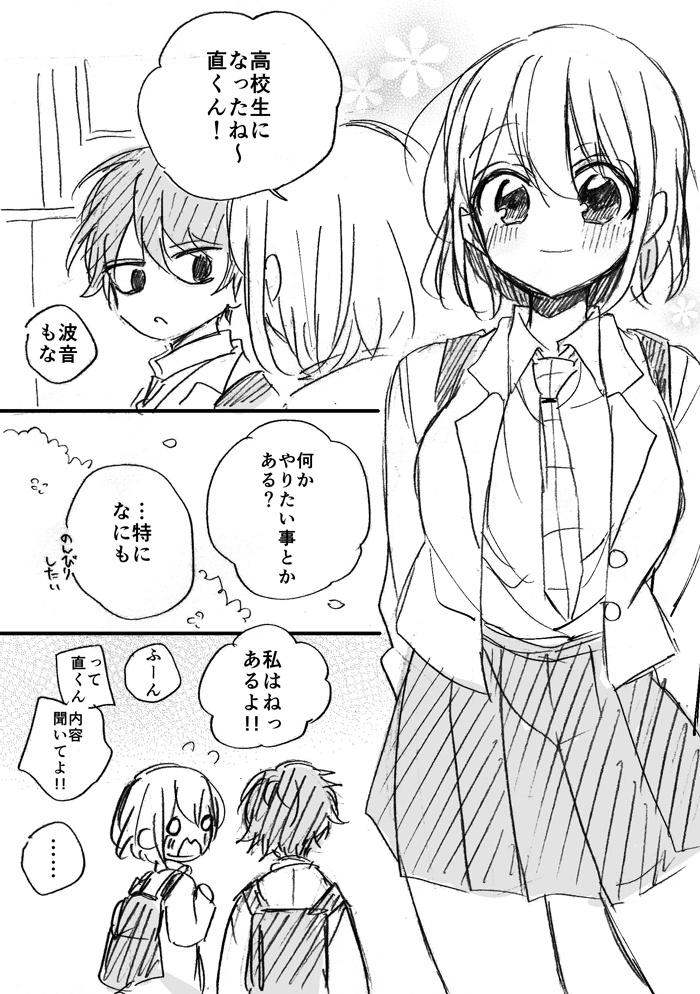 高校生に
なったね〜
直くん！
波音
もな
何か
やりたい事とか
ある？
…特に
なにも
のんびり
したい
私はねっ
あるよ!!
ふーん
って
直くん
内容
聞いてよ!!
……